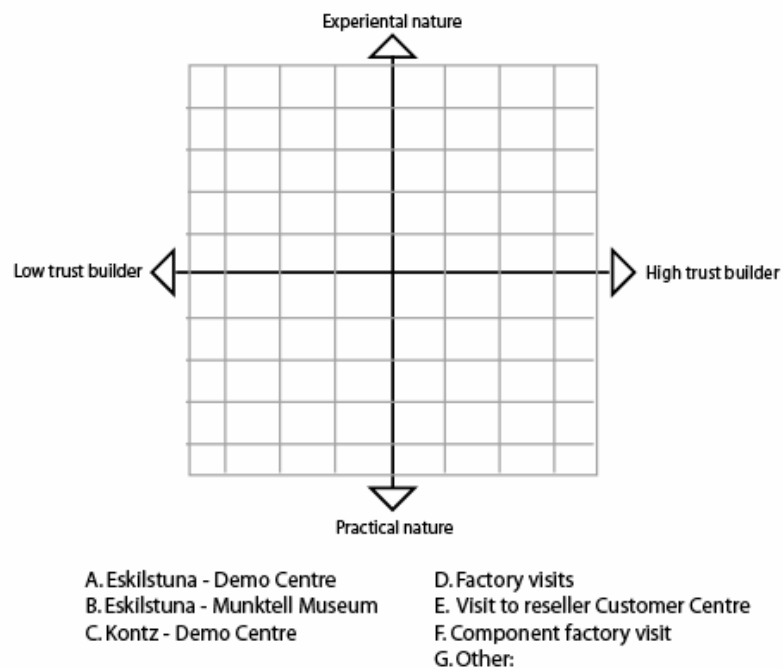 Experiental nature
Low trust builder
High trust builder
Practical nature
A. Eskilstuna - Demo Centre
B. Eskilstuna - Munktell Museum
C. Kontz - Demo Centre
D. Factory visits
E. Visit to reseller Customer Centre
F. Component factory visit
G. Other: